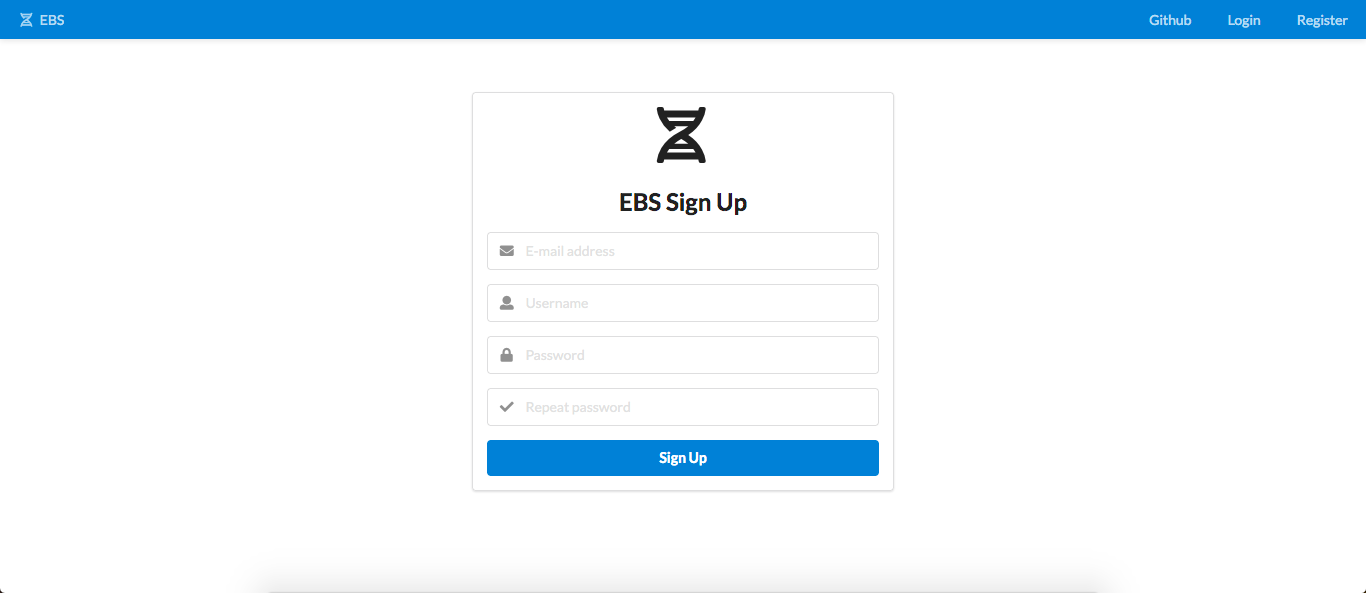 EBS
Github
Login
Register
EBS Sign Up
E-mail address
Username
Password
Repeat password
Sign Up